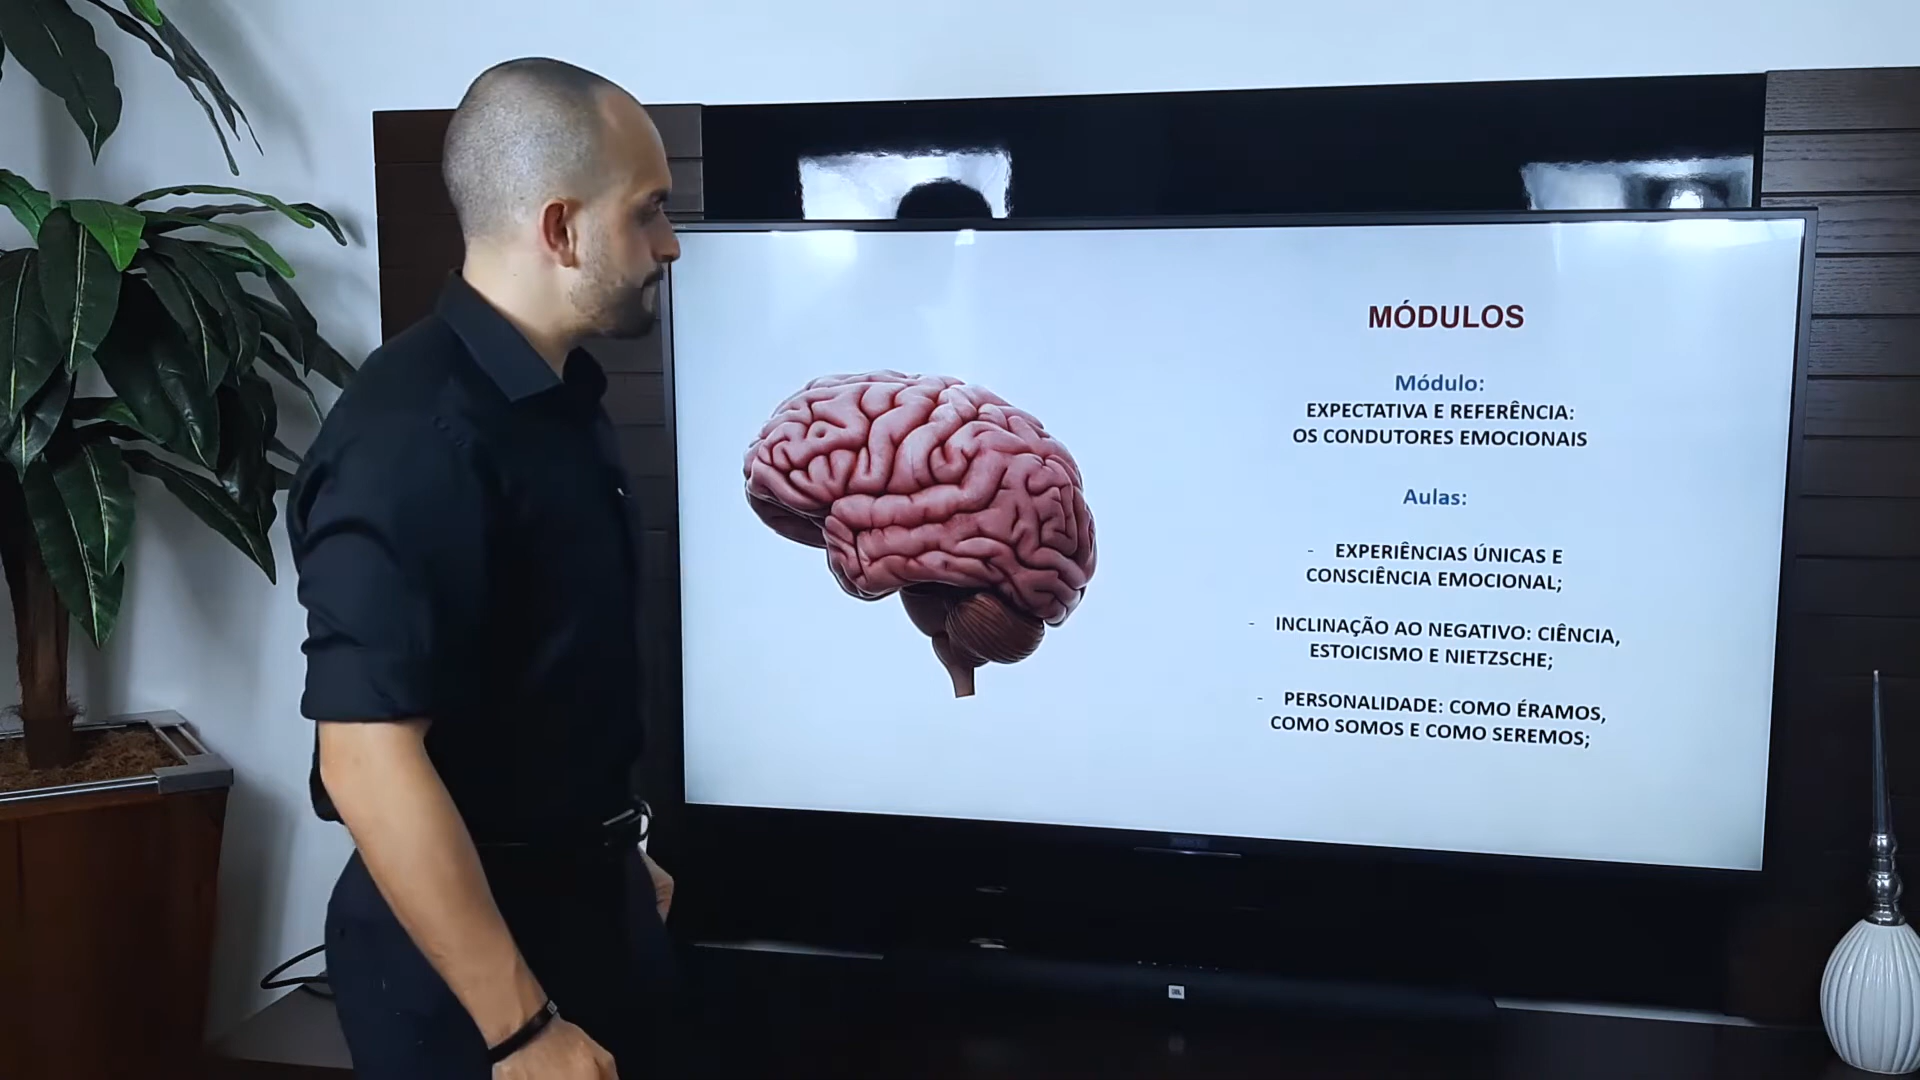 MÓDULOS
Módulo:
EXPECTATIVA E REFERÊNCIA:
OS CONDUTORES EMOCIONAIS
Aulas:
- EXPERIÊNCIAS ÚNICAS E
CONSCIÊNCIA EMOCIONAL;
- INCLINAÇÃO AO NEGATIVO: CIÊNCIA,
ESTOICISMO E NIETZSCHE;
- PERSONALIDADE: COMO ÉRAMOS,
COMO SOMOS E COMO SEREMOS;
JBL